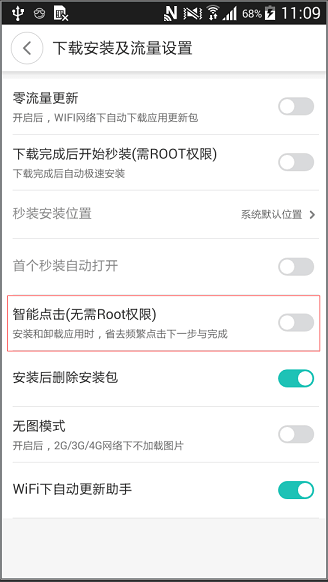 68% 11:09
下载安装及流量设置
零流量更新
开启后，WIFI网络下自动下载应用更新包
下载完成后开始秒装(需ROOT权限)
下载完成后自动极速安装
秒装安装位置 系统默认位置
首个秒装自动打开
智能点击(无需Root权限)
安装和卸载应用时，省去频繁点击下一步与完成
安装后删除安装包
无图模式
开启后，2G/3G/4G网络下不加载图片
WiFi下自动更新助手